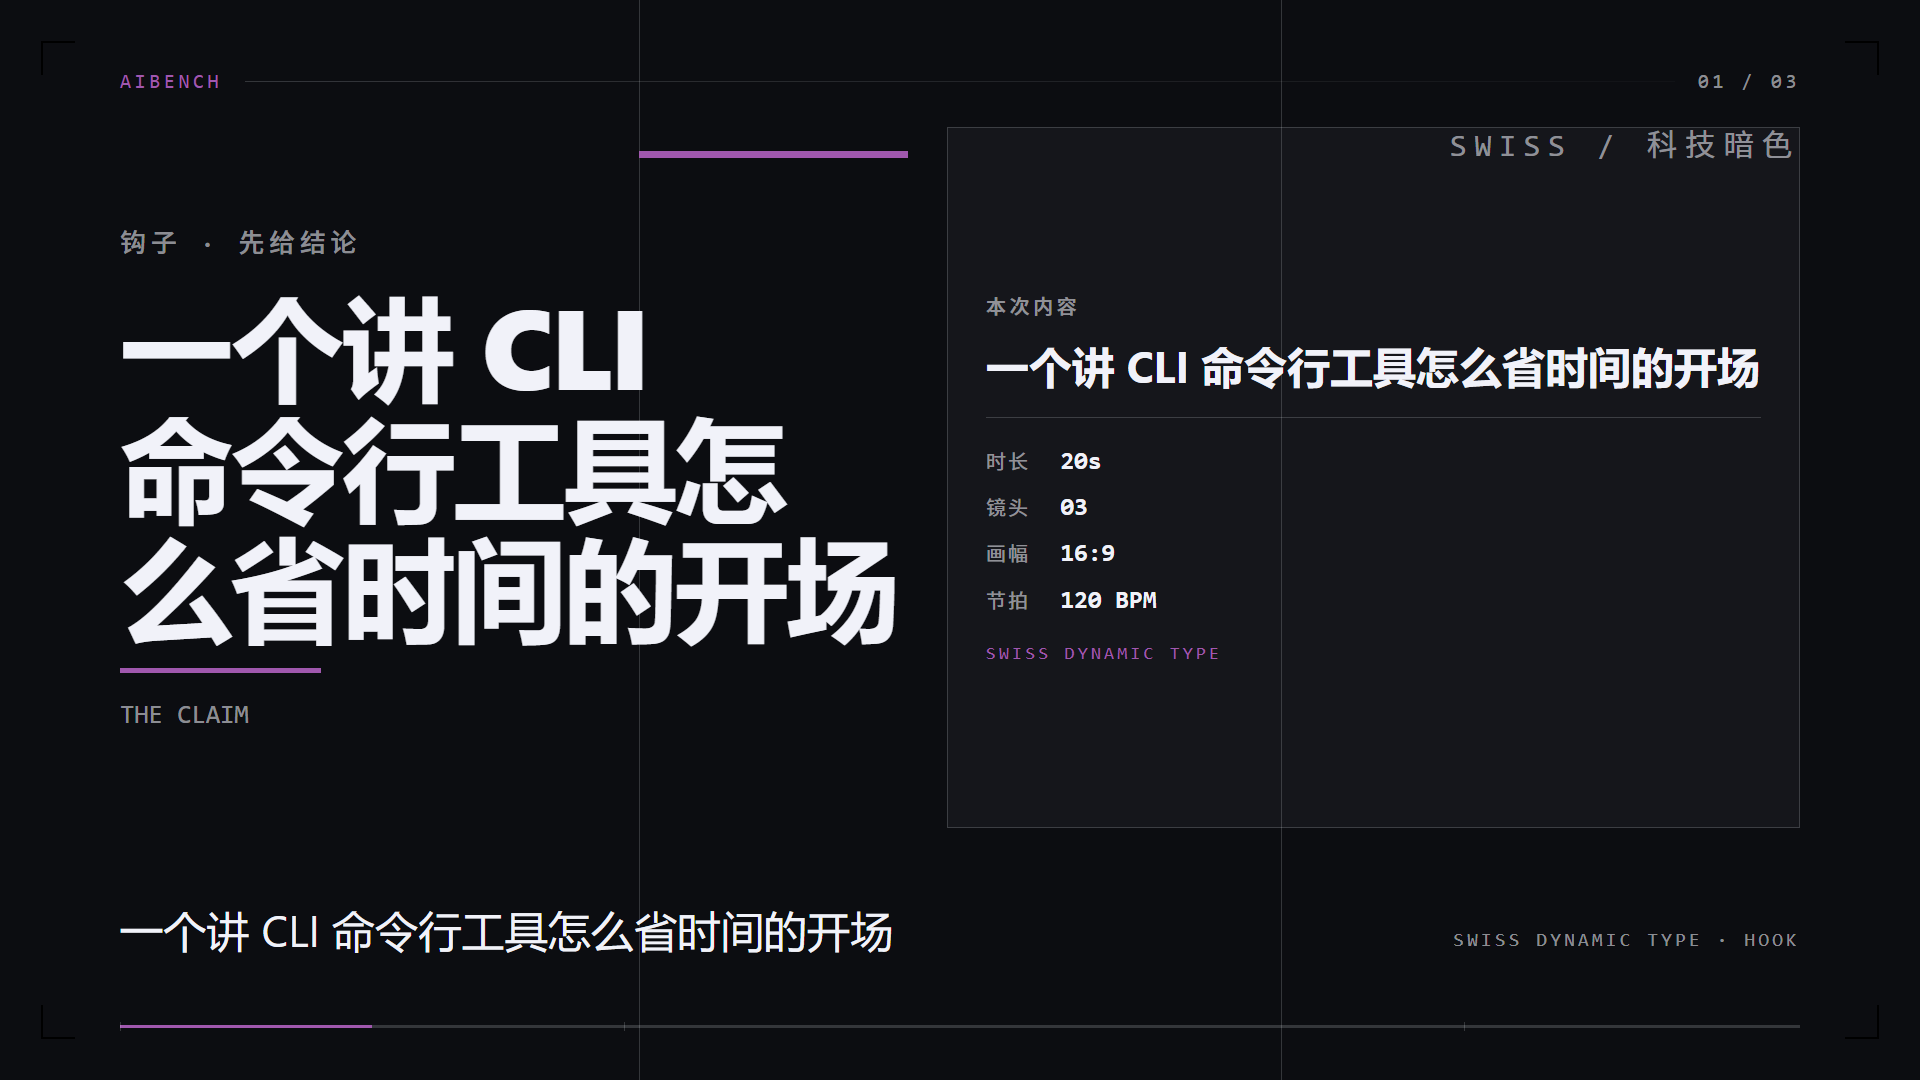 AIBENCH
01 / 03
SWISS / 科技暗色
钩子 · 先给结论
一个讲 CLI
命令行工具怎
么省时间的开场
THE CLAIM
本次内容
一个讲 CLI 命令行工具怎么省时间的开场
时长 20s
镜头 03
画幅 16:9
节拍 120 BPM
SWISS DYNAMIC TYPE
一个讲 CLI 命令行工具怎么省时间的开场
SWISS DYNAMIC TYPE · HOOK